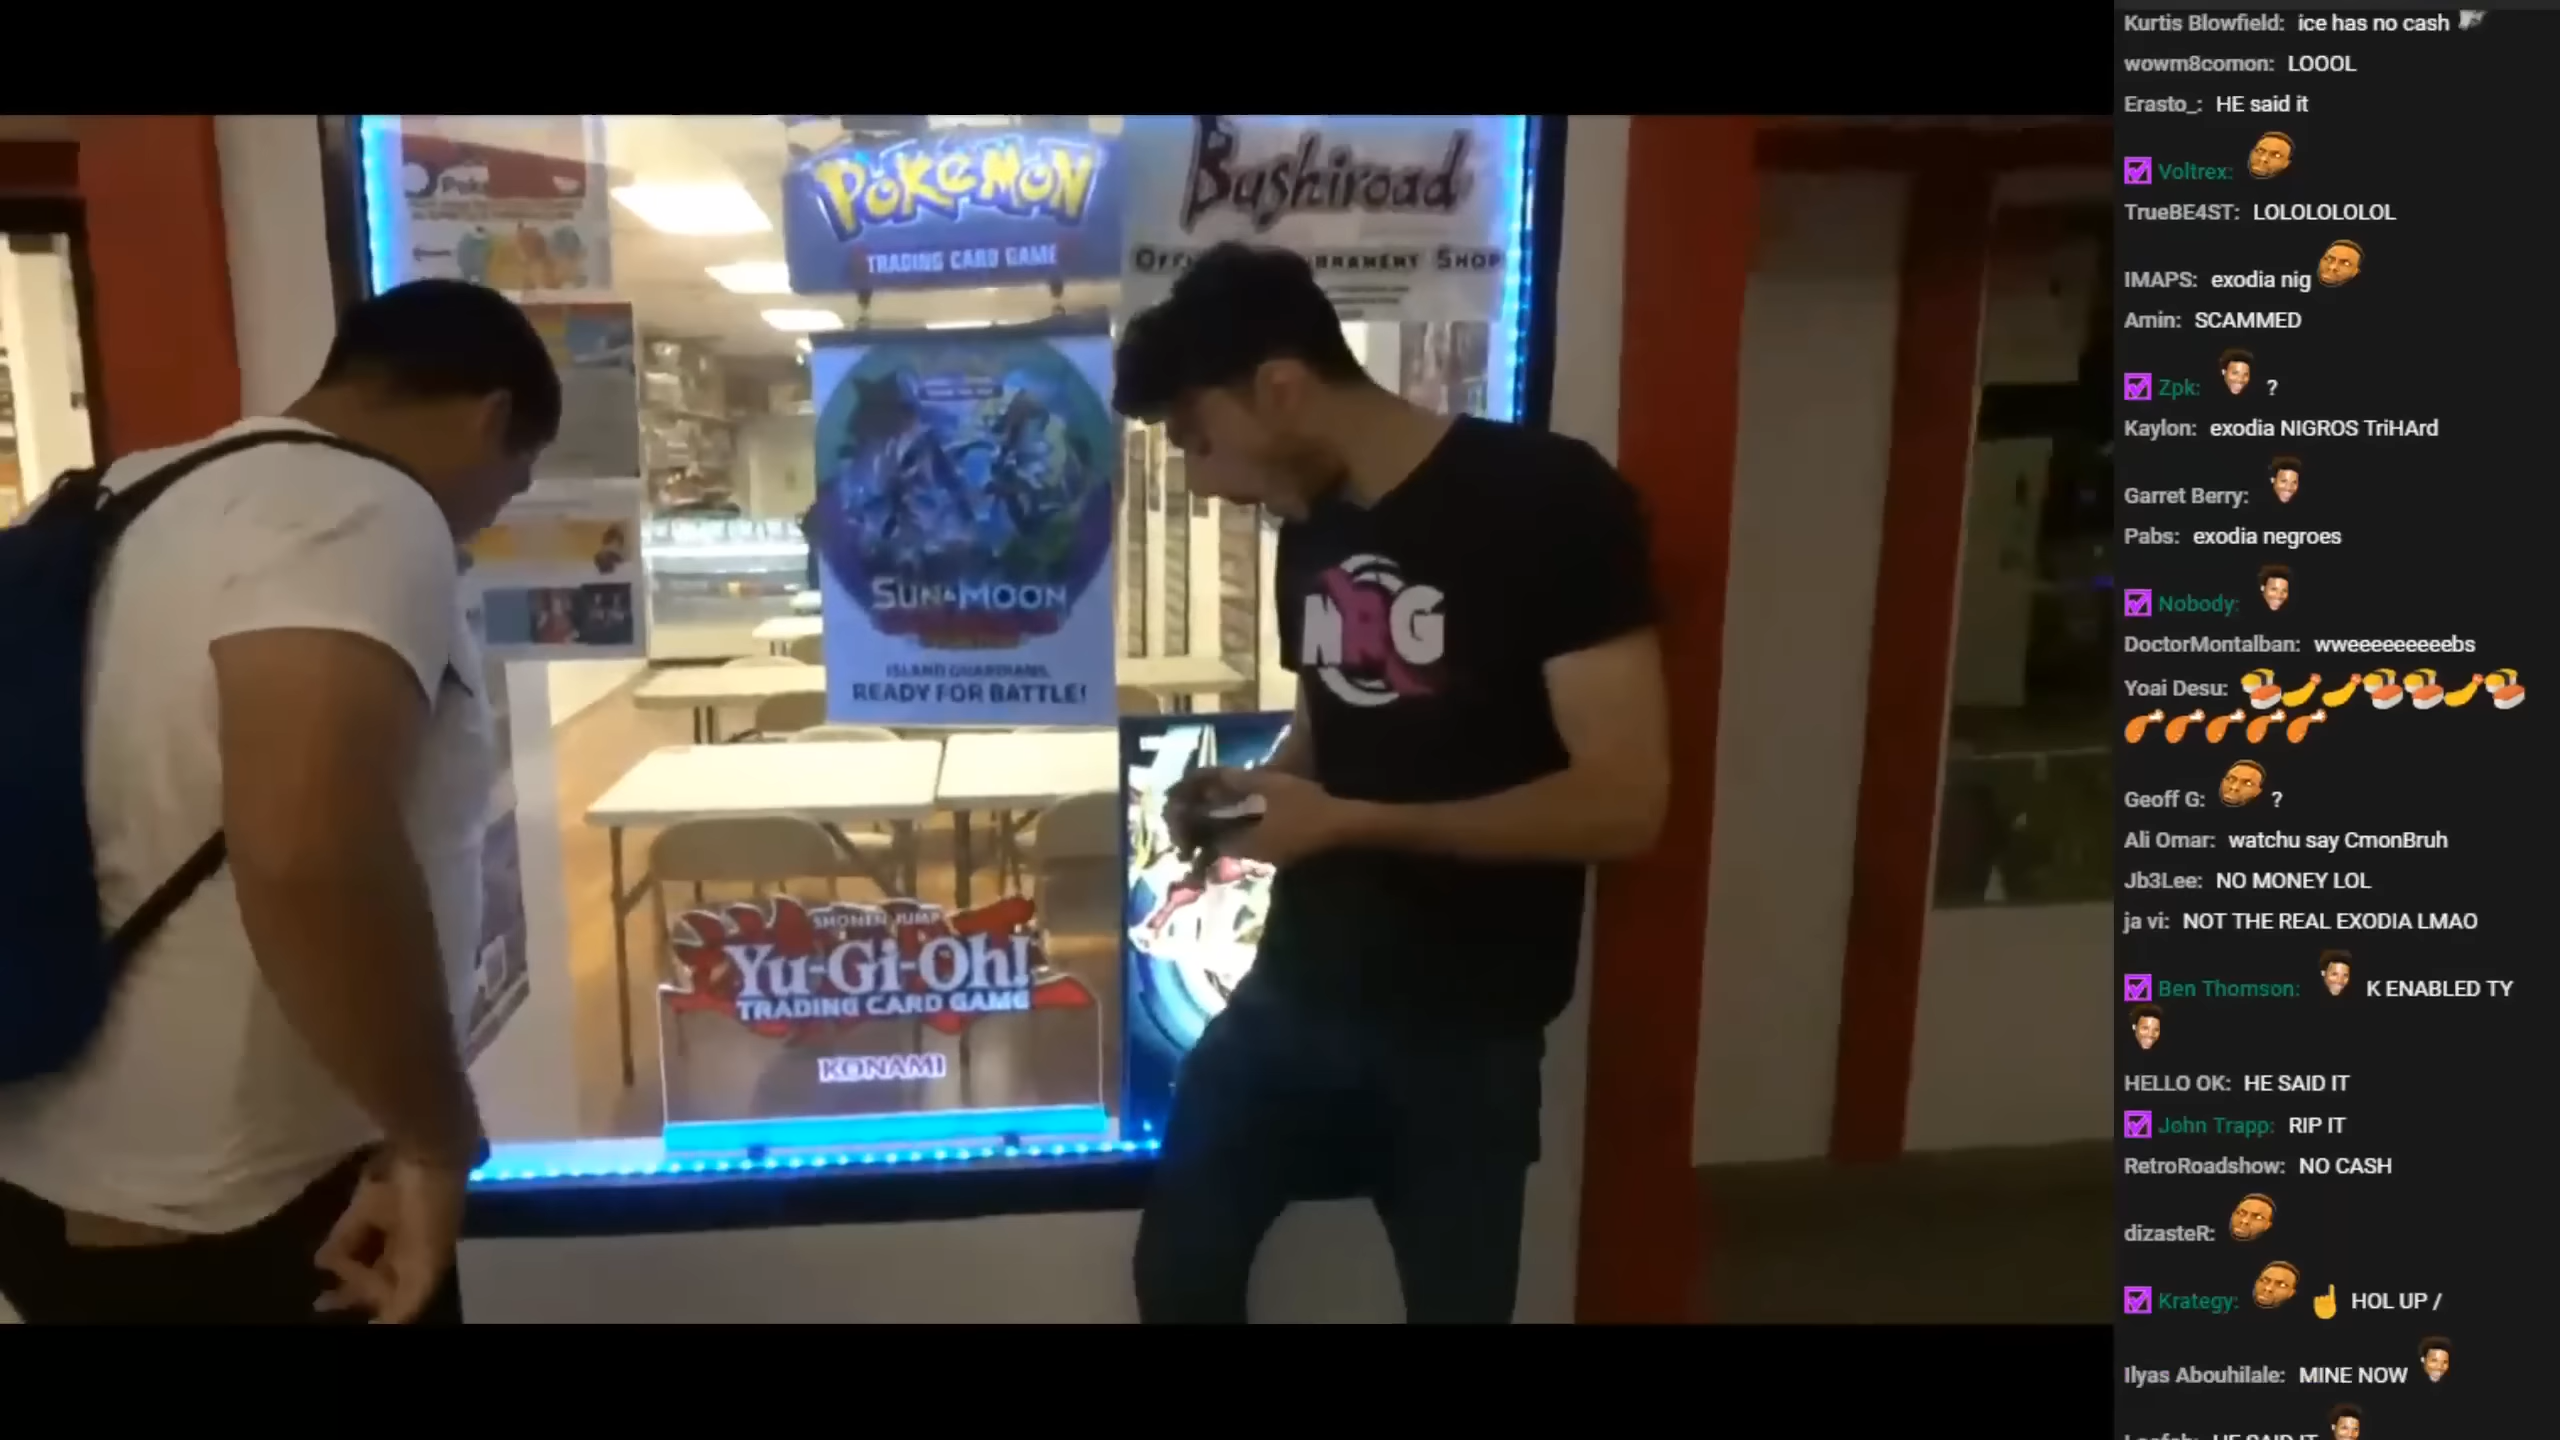 Poke
POKéMON
TRADING CARD GAME
Bushiroad
SHOP
SUN & MOON
ISLAND GUARDIANS,
READY FOR BATTLE!
NRG
SHONEN JUMP
Yu-Gi-Oh!
TRADING CARD GAME
KONAMI
Kurtis Blowfield: ice has no cash
wowm8comon: LOOOL
Erasto_: HE said it
Voltrex:
TrueBE4ST: LOLOLOLOLOL
IMAPS: exodia nig
Amin: SCAMMED
Zpk: ?
Kaylon: exodia NIGROS TriHArd
Garret Berry:
Pabs: exodia negroes
Nobody:
DoctorMontalban: wweeeeeeeeebs
Yoai Desu:
Geoff G: ?
Ali Omar: watchu say CmonBruh
Jb3Lee: NO MONEY LOL
ja vi: NOT THE REAL EXODIA LMAO
Ben Thomson: K ENABLED TY
HELLO OK: HE SAID IT
John Trapp: RIP IT
RetroRoadshow: NO CASH
dizasteR:
Krategy: HOL UP /
Ilyas Abouhilale: MINE NOW
HE SAID IT